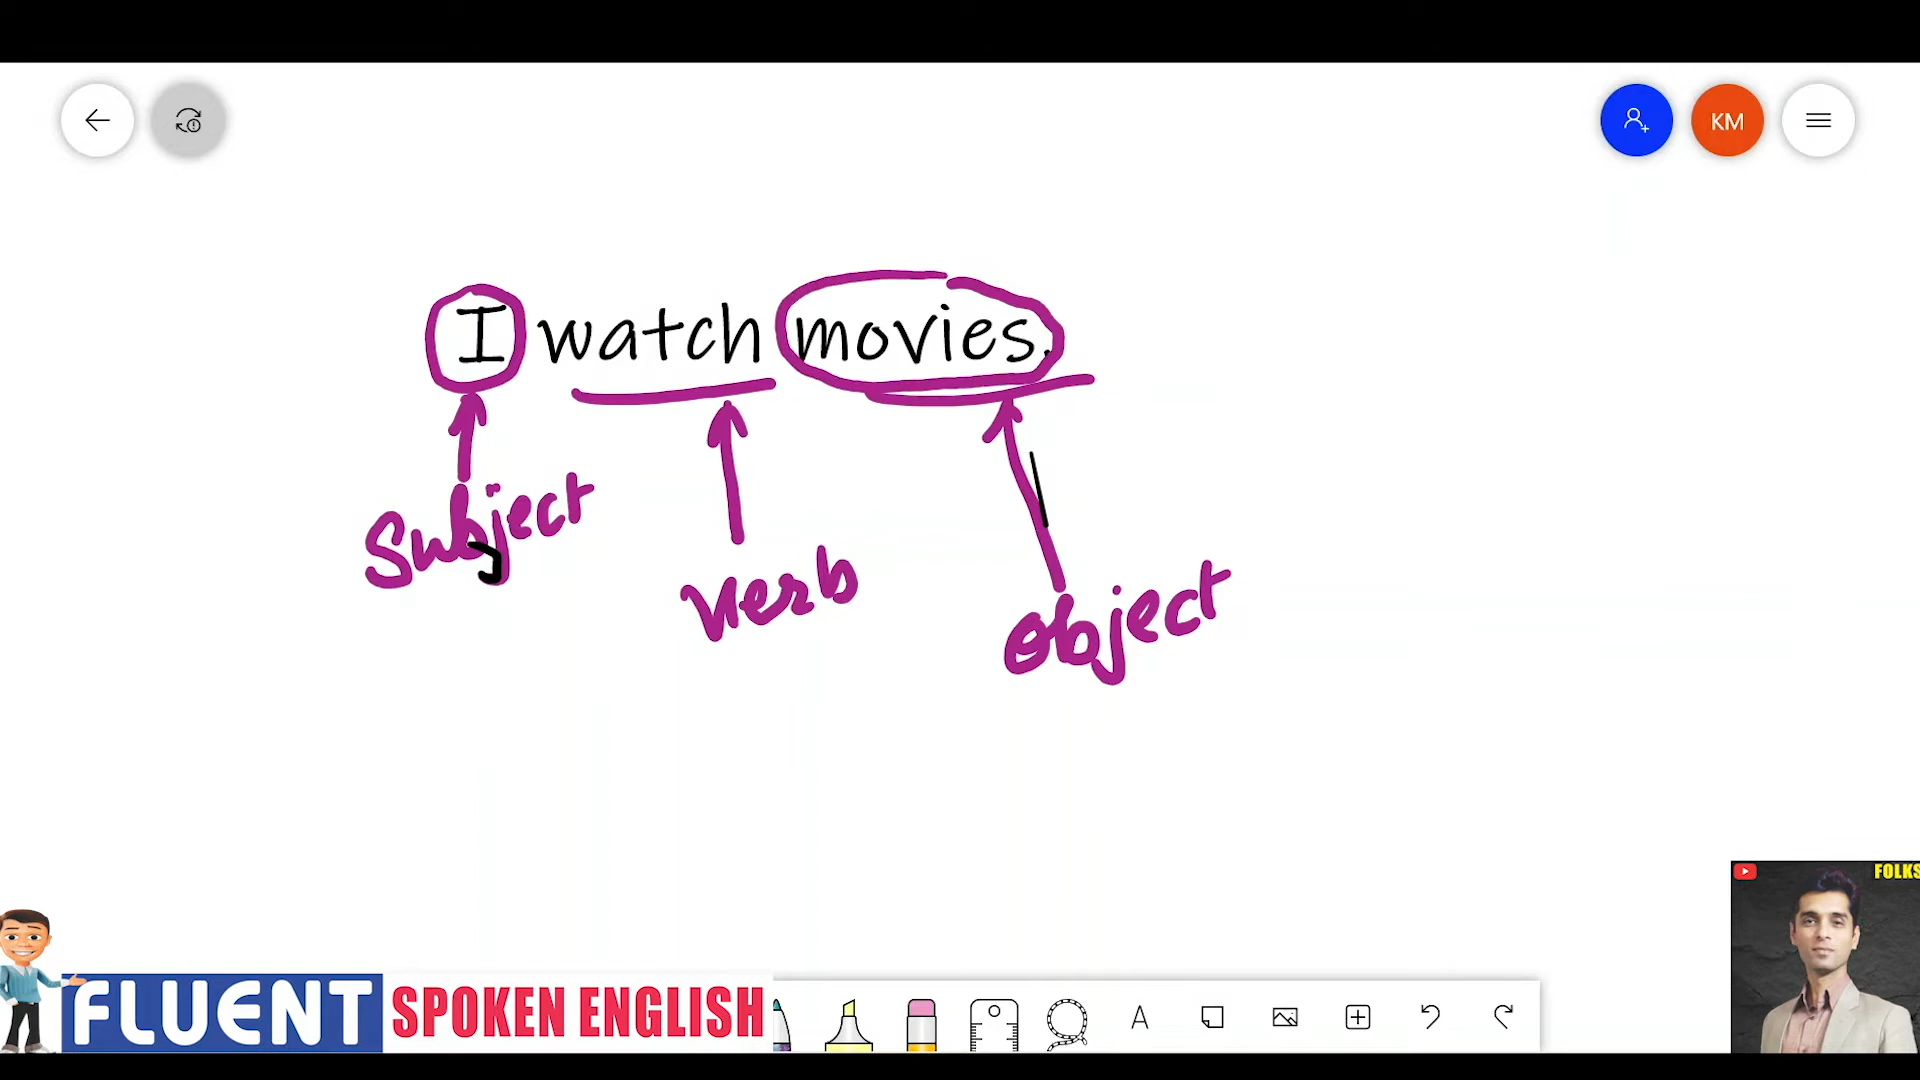 KM
I watch movies.
Subject
Verb
Object
FOLKS
FLUENT SPOKEN ENGLISH
A